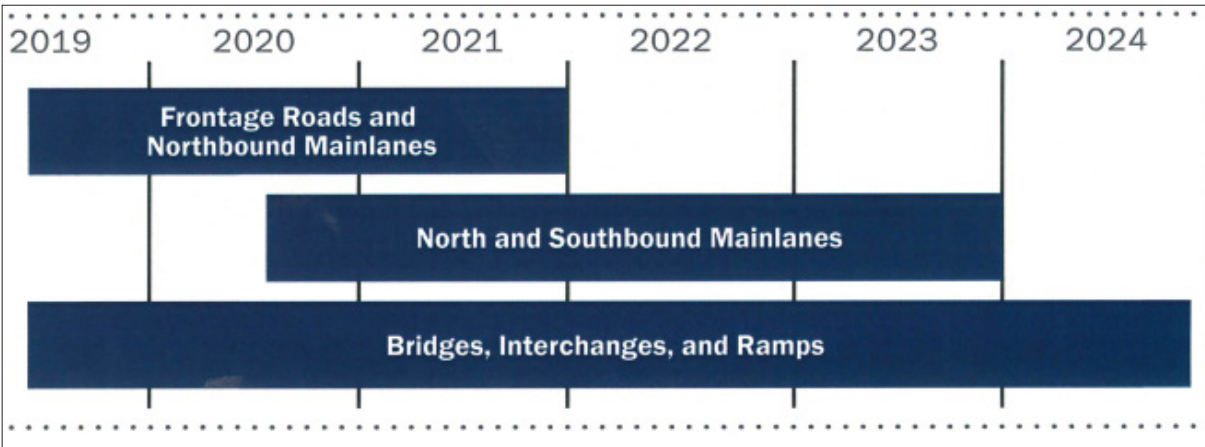 2019 2020 2021 2022 2023 2024
Frontage Roads and
Northbound Mainlanes
North and Southbound Mainlanes
Bridges, Interchanges, and Ramps